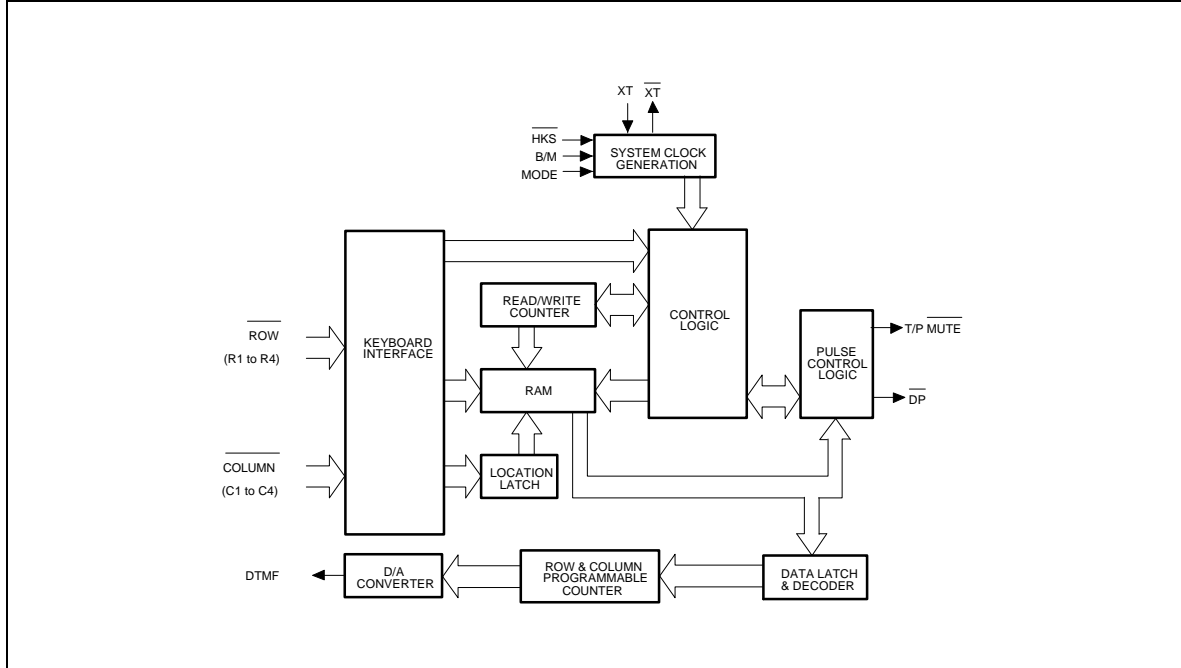 XT XT
HKS
B/M
MODE
SYSTEM CLOCK
GENERATION
ROW
(R1 to R4)
COLUMN
(C1 to C4)
KEYBOARD
INTERFACE
READ/WRITE
COUNTER
RAM
LOCATION
LATCH
CONTROL
LOGIC
PULSE
CONTROL
LOGIC
T/P MUTE
DP
DTMF
D/A
CONVERTER
ROW & COLUMN
PROGRAMMABLE
COUNTER
DATA LATCH
& DECODER